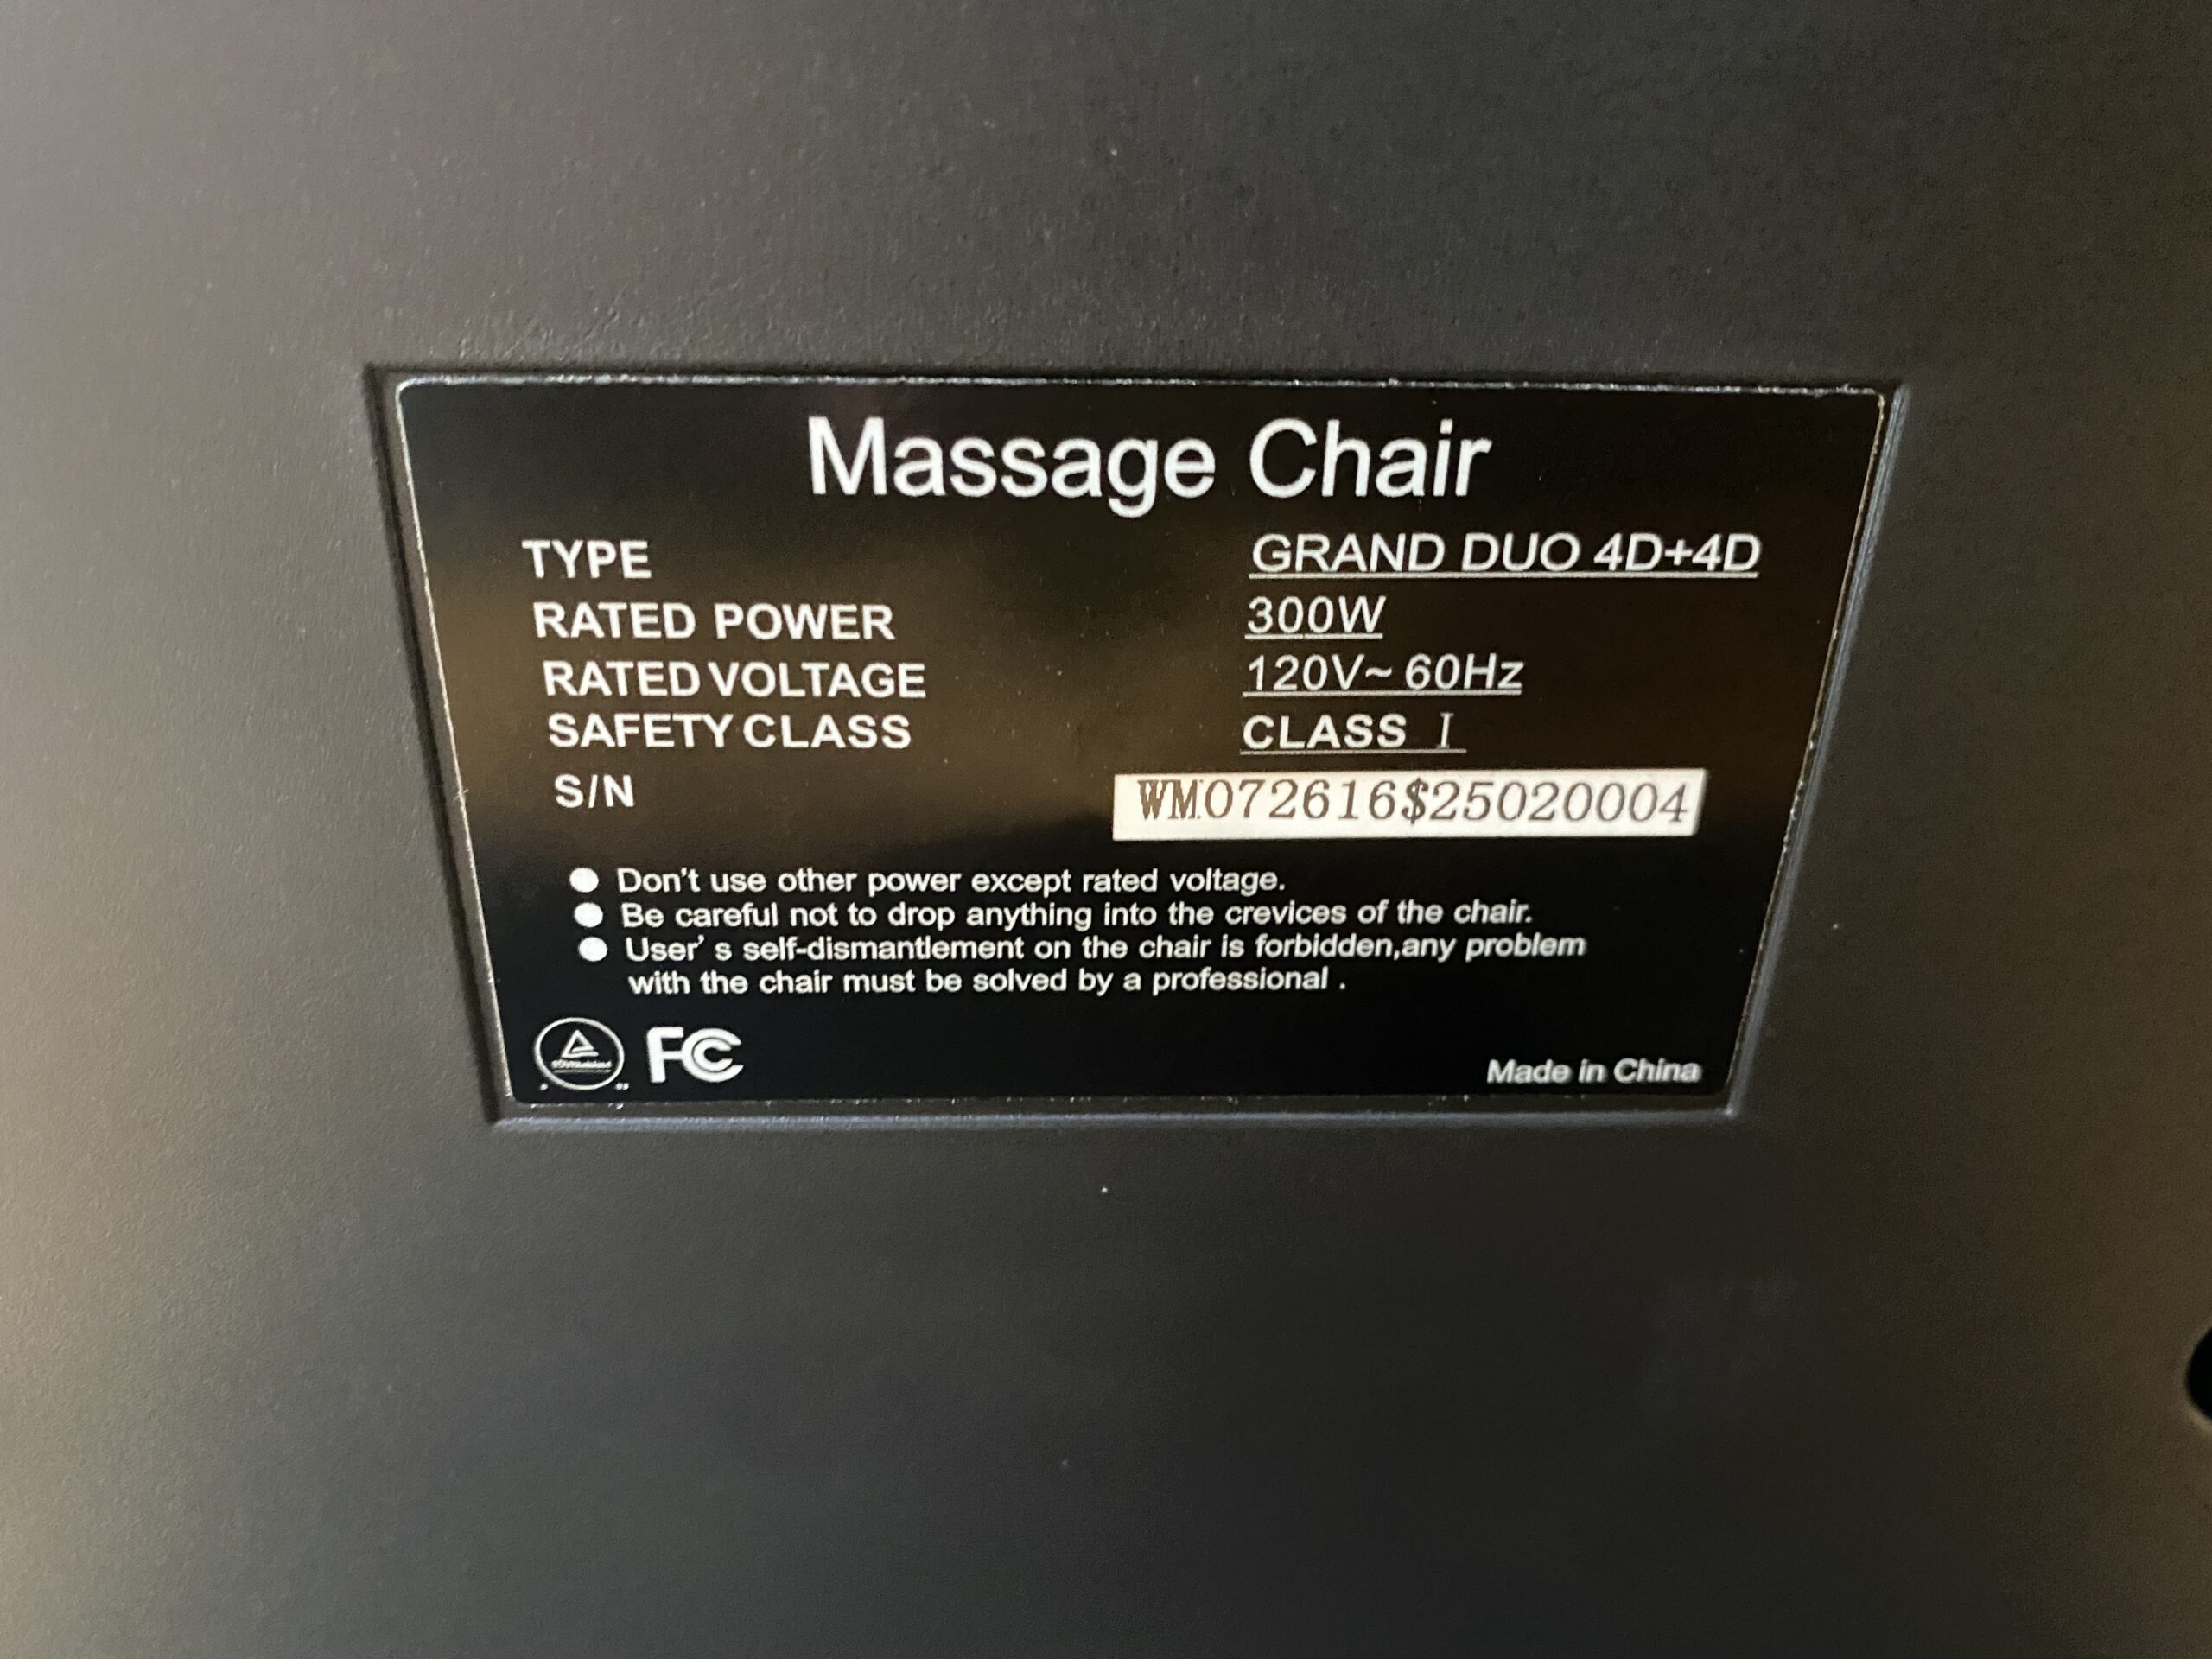 Massage Chair
TYPE GRAND DUO 4D+4D
RATED POWER 300W
RATED VOLTAGE 120V~ 60Hz
SAFETY CLASS CLASS I
S/N WM072616$25020004
● Don't use other power except rated voltage.
● Be careful not to drop anything into the crevices of the chair.
● User's self-dismantlement on the chair is forbidden,any problem
with the chair must be solved by a professional .
FC
Made in China